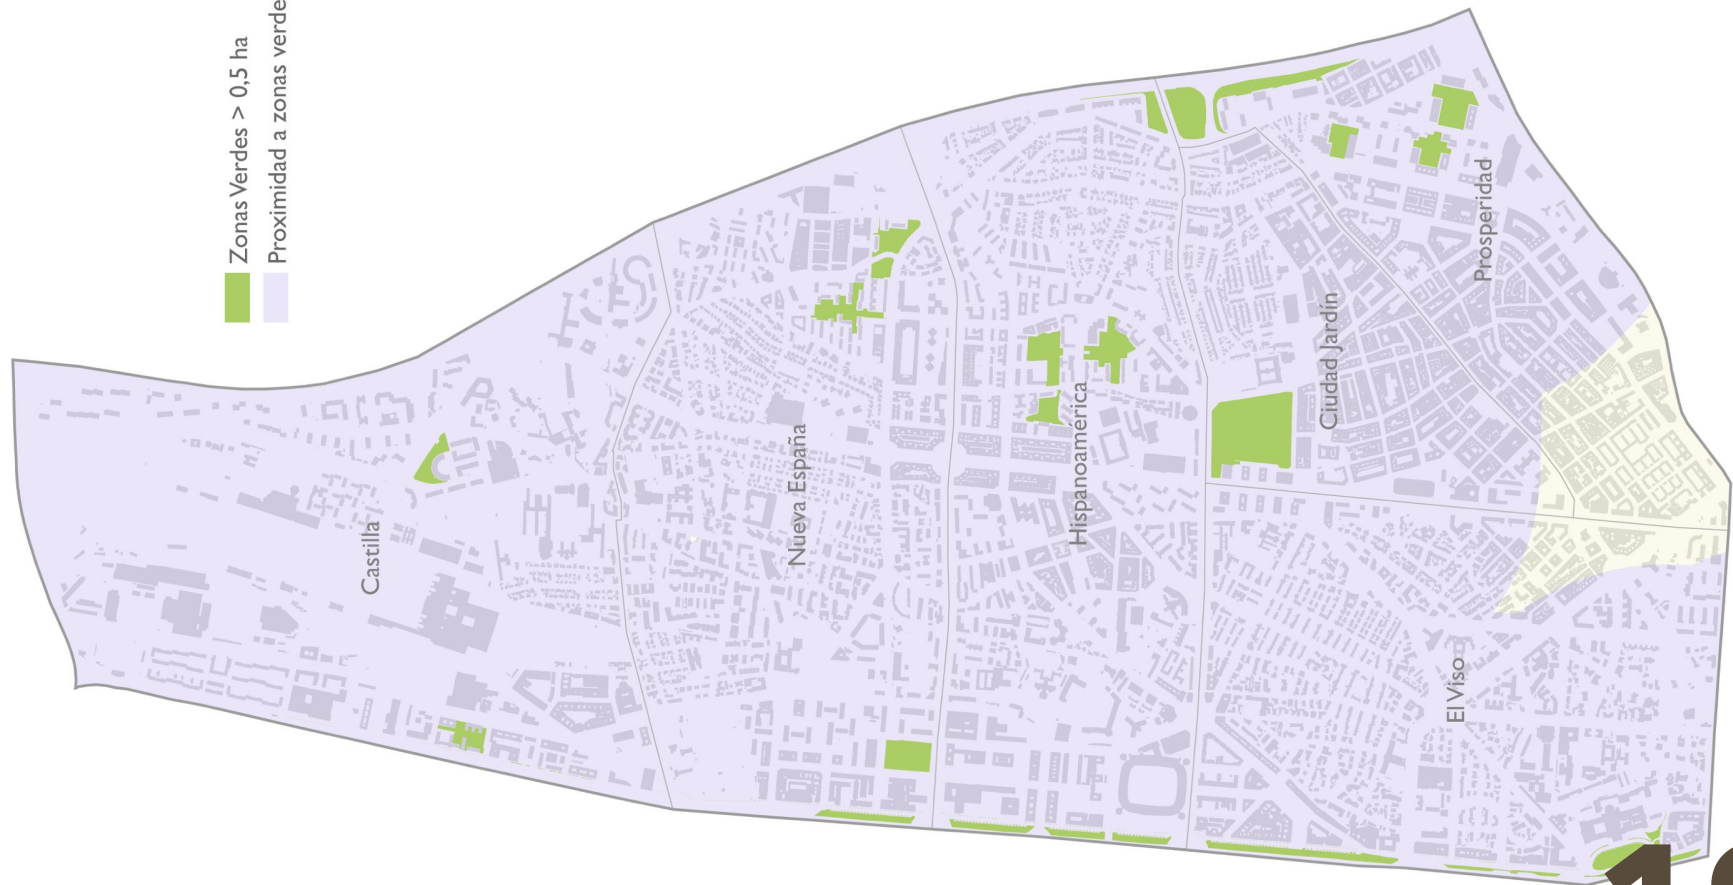 Zonas Verdes > 0,5 ha
Proximidad a zonas verde
Castilla
Nueva España
Hispanoamérica
Ciudad Jardín
Prosperidad
El Viso